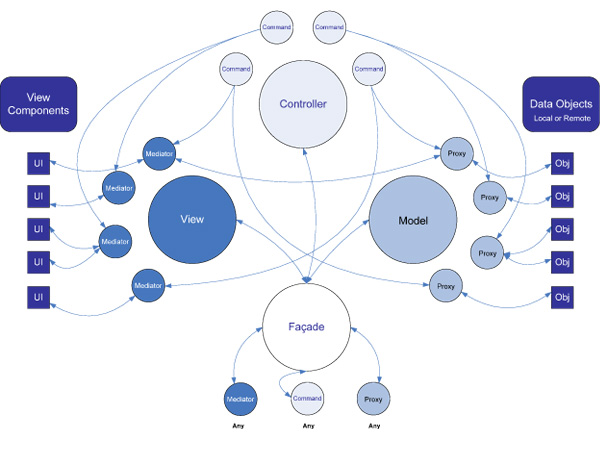 Command
Command
Command
Command
View
Components
Controller
Data Objects
Local or Remote
UI
Mediator
Proxy
Obj
UI
Mediator
Proxy
Obj
View
Model
UI
Mediator
Proxy
Obj
UI
Obj
UI
Mediator
Proxy
Obj
Façade
Mediator
Command
Proxy
Any
Any
Any